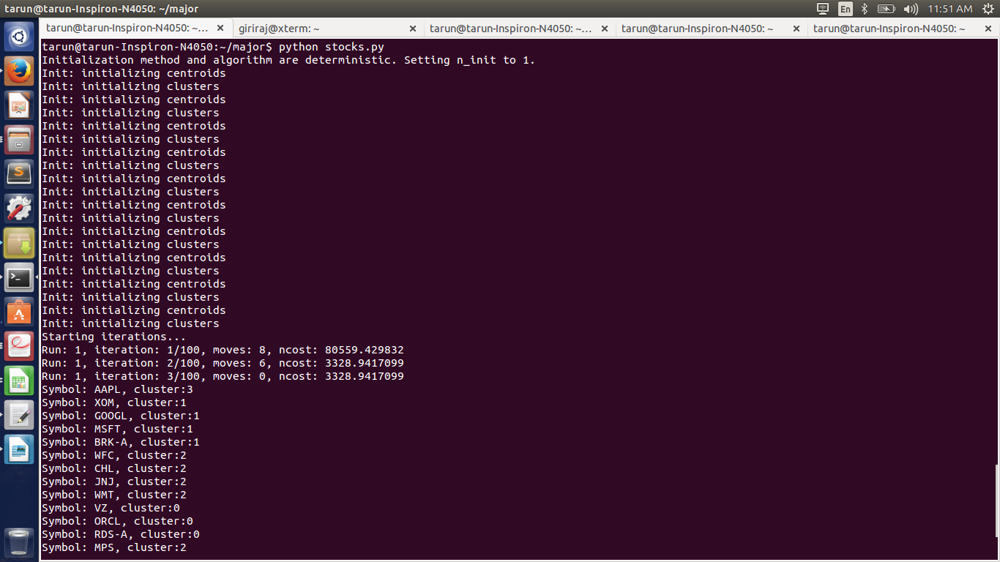 tarun@tarun-Inspiron-N4050: ~/major
En
11:51 AM
tarun@tarun-Inspiron-N4050: ~...
giriraj@xterm: ~
tarun@tarun-Inspiron-N4050: ~...
tarun@tarun-Inspiron-N4050: ~
tarun@tarun-Inspiron-N4050: ~
tarun@tarun-Inspiron-N4050:~/major$ python stocks.py
Initialization method and algorithm are deterministic. Setting n_init to 1.
Init: initializing centroids
Init: initializing clusters
Init: initializing centroids
Init: initializing clusters
Init: initializing centroids
Init: initializing clusters
Init: initializing centroids
Init: initializing clusters
Init: initializing centroids
Init: initializing clusters
Init: initializing centroids
Init: initializing clusters
Init: initializing centroids
Init: initializing clusters
Init: initializing centroids
Init: initializing clusters
Init: initializing centroids
Init: initializing clusters
Init: initializing centroids
Init: initializing clusters
Starting iterations...
Run: 1, iteration: 1/100, moves: 8, ncost: 80559.429832
Run: 1, iteration: 2/100, moves: 6, ncost: 3328.9417099
Run: 1, iteration: 3/100, moves: 0, ncost: 3328.9417099
Symbol: AAPL, cluster:3
Symbol: XOM, cluster:1
Symbol: GOOGL, cluster:1
Symbol: MSFT, cluster:1
Symbol: BRK-A, cluster:1
Symbol: WFC, cluster:2
Symbol: CHL, cluster:2
Symbol: JNJ, cluster:2
Symbol: WMT, cluster:2
Symbol: VZ, cluster:0
Symbol: ORCL, cluster:0
Symbol: RDS-A, cluster:0
Symbol: MPS, cluster:2